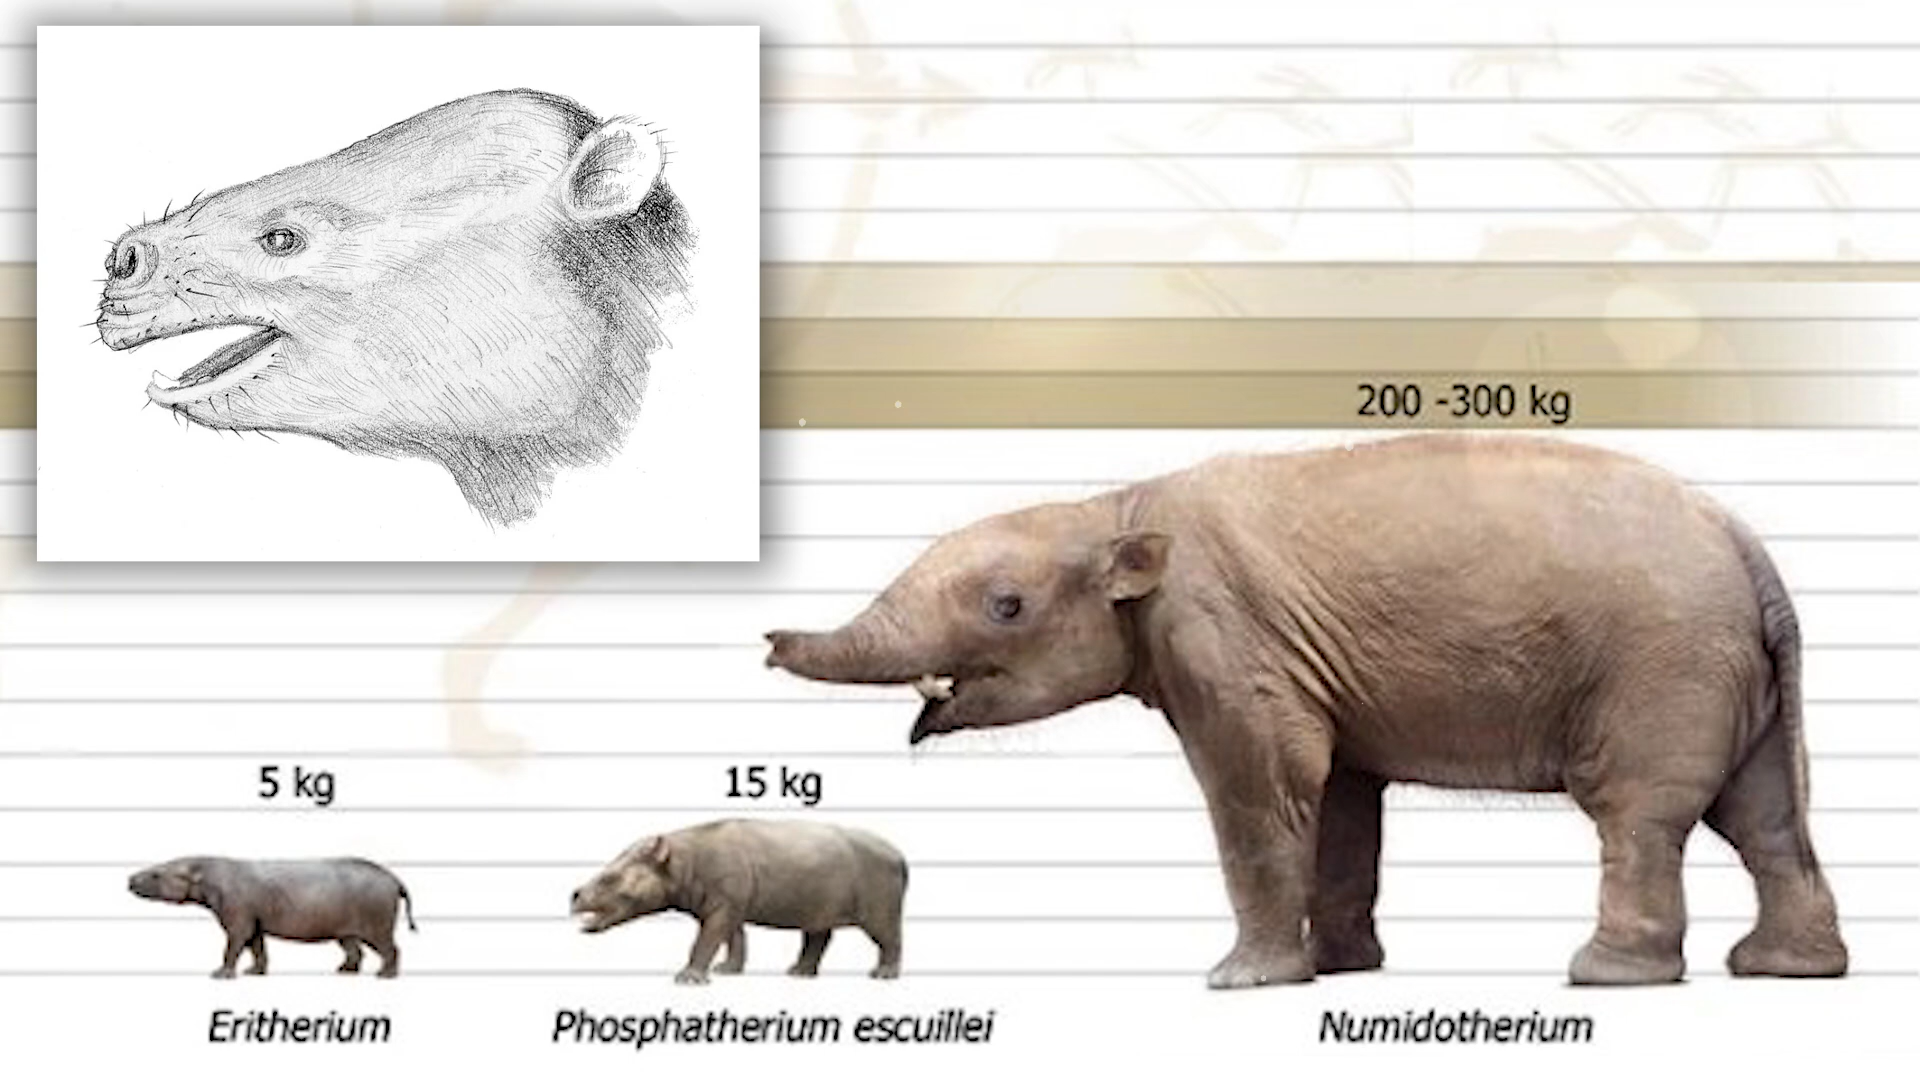 200 -300 kg
5 kg
15 kg
Eritherium
Phosphatherium escuillei
Numidotherium